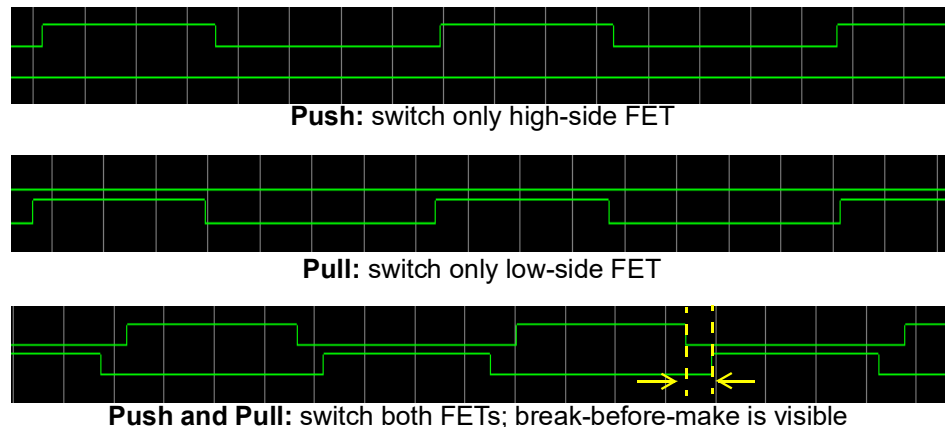 Push: switch only high-side FET
Pull: switch only low-side FET
Push and Pull: switch both FETs; break-before-make is visible